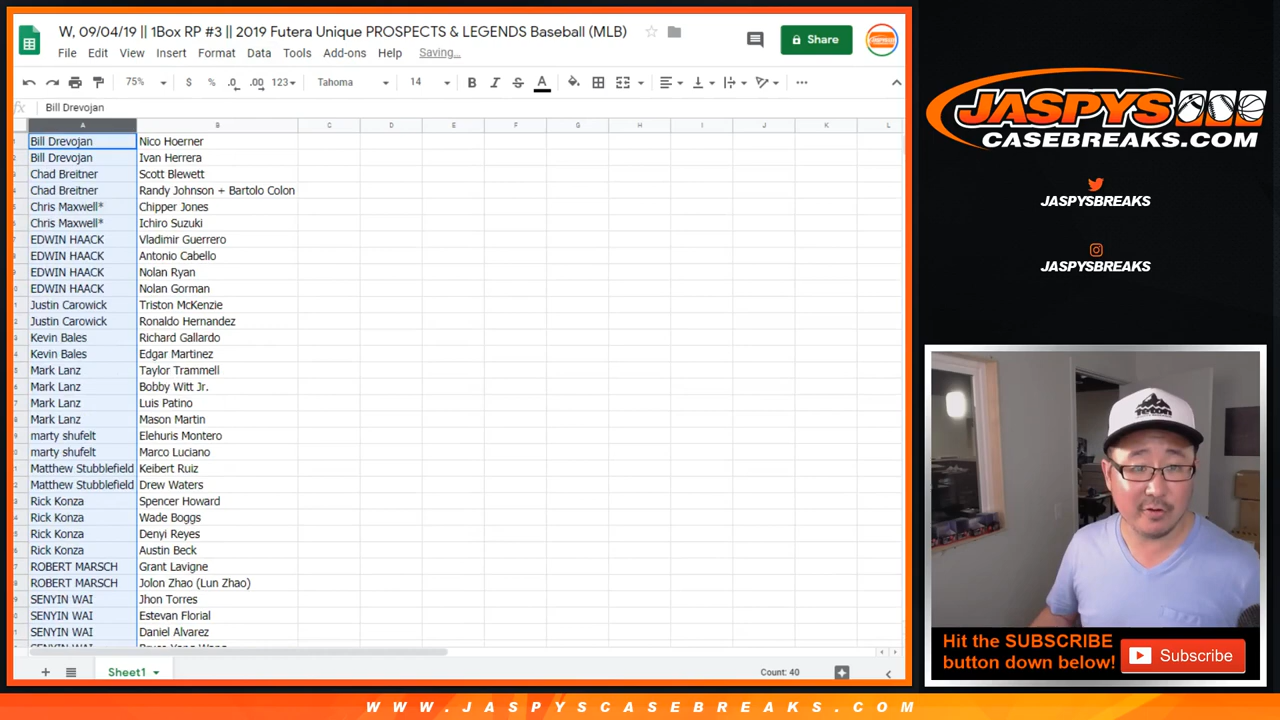 W, 09/04/19 || 1Box RP #3 || 2019 Futera Unique PROSPECTS & LEGENDS Baseball (MLB)
File Edit View Insert Format Data Tools Add-ons Help Saving...
Share
75% $ % .0 .00 123 Tahoma 14 B I S A
fx Bill Drevojan
A B C D E F G H I J K L
Bill Drevojan Nico Hoerner
Bill Drevojan Ivan Herrera
Chad Breitner Scott Blewett
Chad Breitner Randy Johnson + Bartolo Colon
Chris Maxwell* Chipper Jones
Chris Maxwell* Ichiro Suzuki
EDWIN HAACK Vladimir Guerrero
EDWIN HAACK Antonio Cabello
EDWIN HAACK Nolan Ryan
EDWIN HAACK Nolan Gorman
Justin Carowick Triston McKenzie
Justin Carowick Ronaldo Hernandez
Kevin Bales Richard Gallardo
Kevin Bales Edgar Martinez
Mark Lanz Taylor Trammell
Mark Lanz Bobby Witt Jr.
Mark Lanz Luis Patino
Mark Lanz Mason Martin
marty shufelt Elehuris Montero
marty shufelt Marco Luciano
Matthew Stubblefield Keibert Ruiz
Matthew Stubblefield Drew Waters
Rick Konza Spencer Howard
Rick Konza Wade Boggs
Rick Konza Denyi Reyes
Rick Konza Austin Beck
ROBERT MARSCH Grant Lavigne
ROBERT MARSCH Jolon Zhao (Lun Zhao)
SENYIN WAI Jhon Torres
SENYIN WAI Estevan Florial
SENYIN WAI Daniel Alvarez
Sheet1
Count: 40
JASPYS
CASEBREAKS.COM
JASPYSBREAKS
JASPYSBREAKS
Teton
Hit the SUBSCRIBE
button down below!
Subscribe
WWW.JASPYSCASEBREAKS.COM